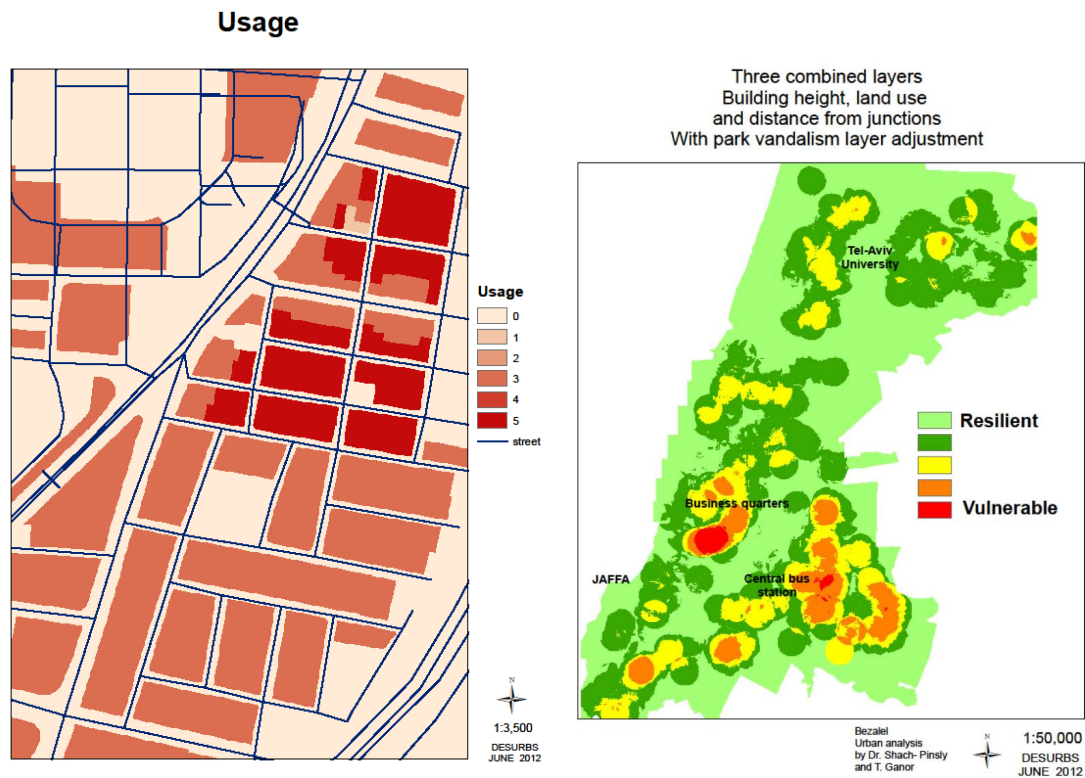 Usage
Usage
0
1
2
3
4
5
street
N
1:3,500
DESURBS
JUNE 2012
Three combined layers
Building height, land use
and distance from junctions
With park vandalism layer adjustment
Tel-Aviv
University
Resilient
Vulnerable
Business quarters
JAFFA
Central bus
station
Bezalel
Urban analysis
by Dr. Shach- Pinsly
and T. Ganor
N
1:50,000
DESURBS
JUNE 2012